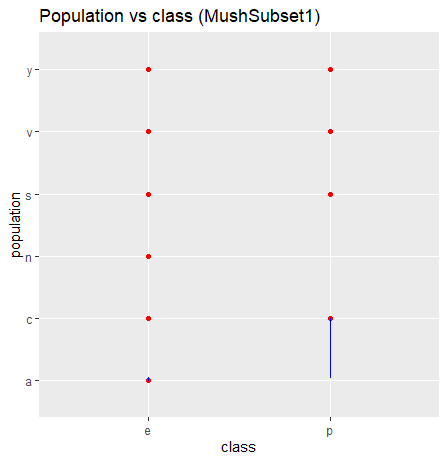 Population vs class (MushSubset1)
y
v
s
n
c
a
population
e
p
class